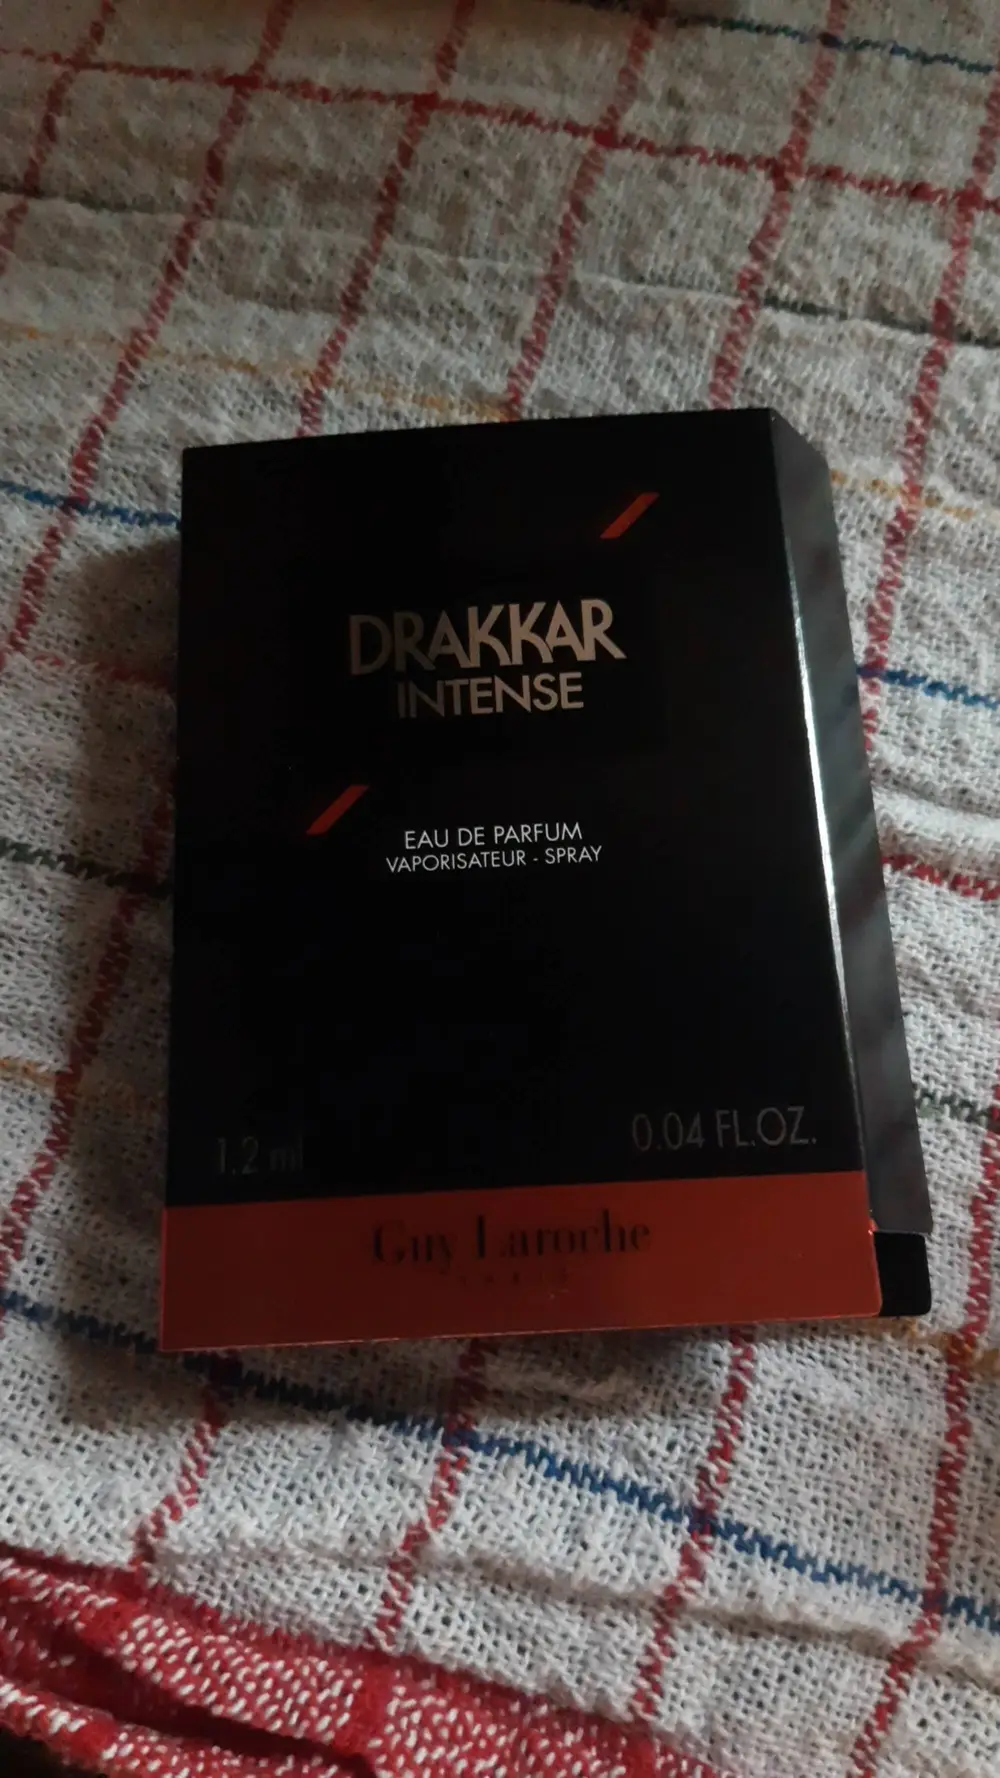 DRAKKAR
INTENSE
EAU DE PARFUM
VAPORISATEUR - SPRAY
1.2 ml
0.04 FL.OZ.
Guy Laroche